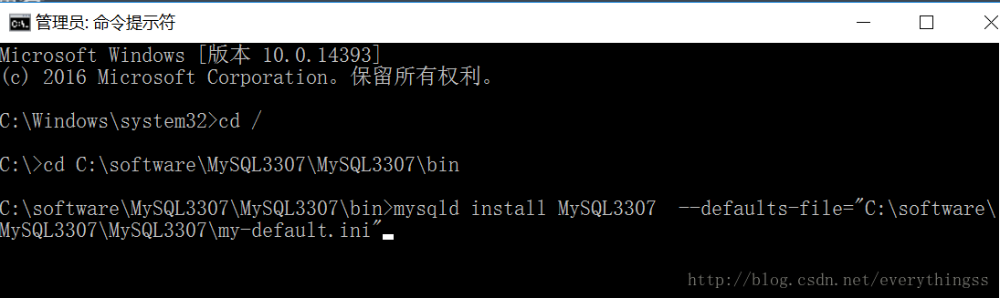 管理员: 命令提示符
Microsoft Windows [版本 10.0.14393]
(c) 2016 Microsoft Corporation。保留所有权利。
C:\Windows\system32>cd /
C:\>cd C:\software\MySQL3307\MySQL3307\bin
C:\software\MySQL3307\MySQL3307\bin>mysqld install MySQL3307  --defaults-file="C:\software\
MySQL3307\MySQL3307\my-default.ini"
http://blog.csdn.net/everythingss